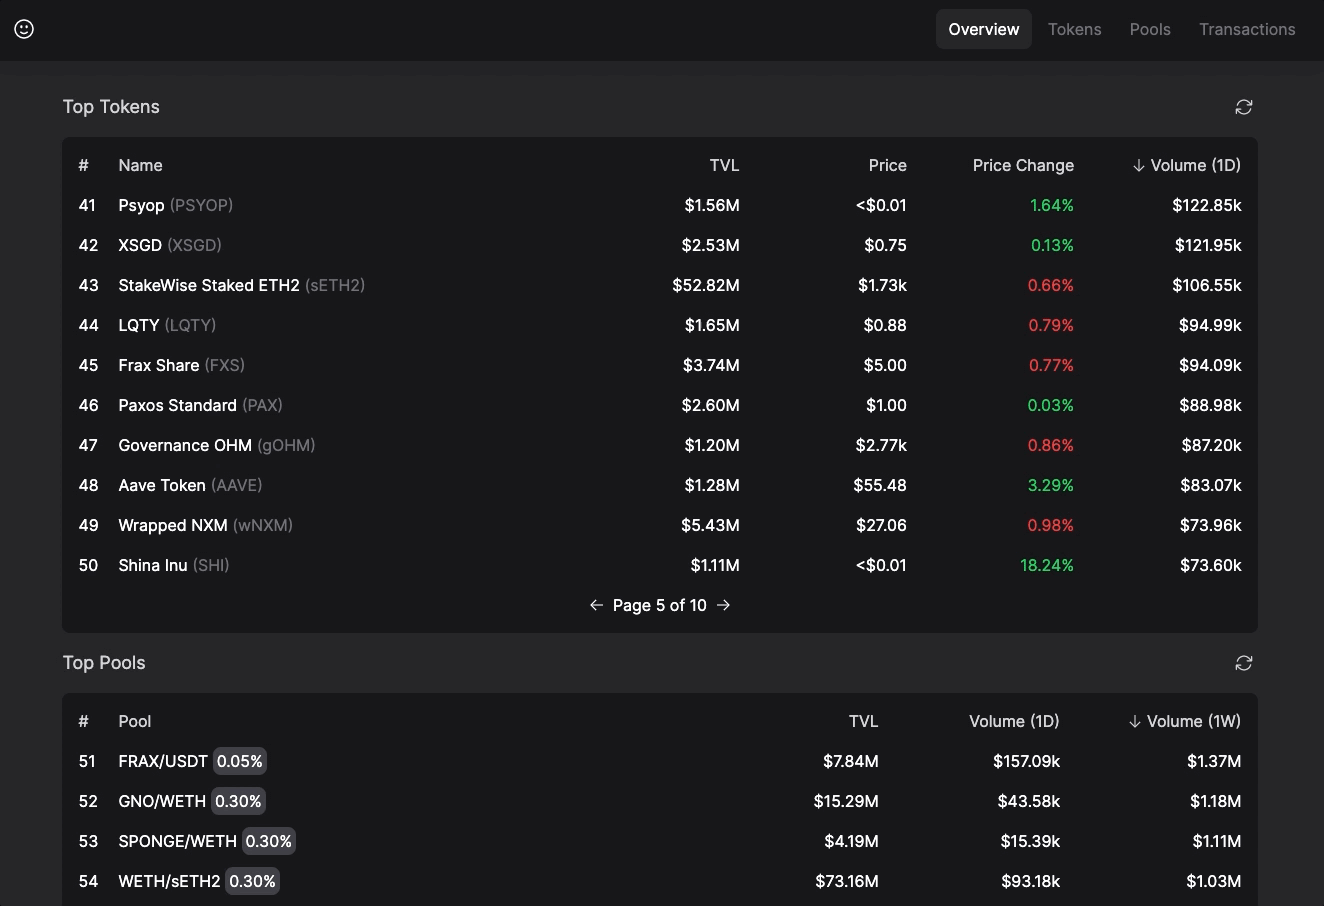 Overview Tokens Pools Transactions
Top Tokens
# Name TVL Price Price Change ↓ Volume (1D)
41 Psyop (PSYOP) $1.56M <$0.01 1.64% $122.85k
42 XSGD (XSGD) $2.53M $0.75 0.13% $121.95k
43 StakeWise Staked ETH2 (sETH2) $52.82M $1.73k 0.66% $106.55k
44 LQTY (LQTY) $1.65M $0.88 0.79% $94.99k
45 Frax Share (FXS) $3.74M $5.00 0.77% $94.09k
46 Paxos Standard (PAX) $2.60M $1.00 0.03% $88.98k
47 Governance OHM (gOHM) $1.20M $2.77k 0.86% $87.20k
48 Aave Token (AAVE) $1.28M $55.48 3.29% $83.07k
49 Wrapped NXM (wNXM) $5.43M $27.06 0.98% $73.96k
50 Shina Inu (SHI) $1.11M <$0.01 18.24% $73.60k
← Page 5 of 10 →
Top Pools
# Pool TVL Volume (1D) ↓ Volume (1W)
51 FRAX/USDT 0.05% $7.84M $157.09k $1.37M
52 GNO/WETH 0.30% $15.29M $43.58k $1.18M
53 SPONGE/WETH 0.30% $4.19M $15.39k $1.11M
54 WETH/sETH2 0.30% $73.16M $93.18k $1.03M